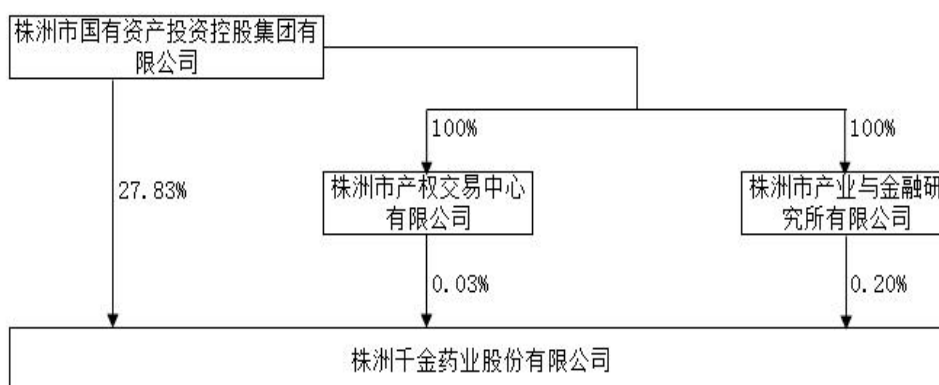 株洲市国有资产投资控股集团有
限公司
100%
100%
27.83%
株洲市产权交易中心
有限公司
株洲市产业与金融研
究所有限公司
0.03%
0.20%
株洲千金药业股份有限公司